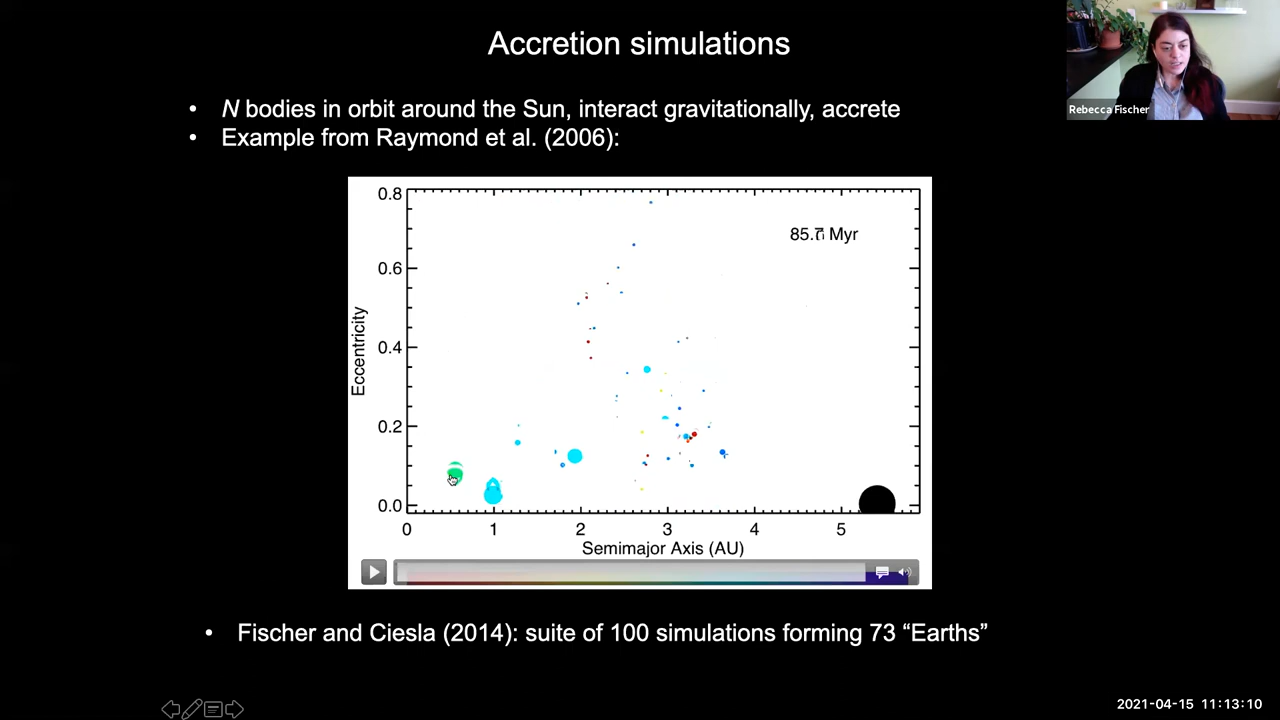 Accretion simulations
Rebecca Fischer
• N bodies in orbit around the Sun, interact gravitationally, accrete
• Example from Raymond et al. (2006):
0.8
0.6
0.4
0.2
0.0
Eccentricity
Myr
0 1 2 3 4 5
Semimajor Axis (AU)
• Fischer and Ciesla (2014): suite of 100 simulations forming 73 “Earths”
2021-04-15 11:13:10